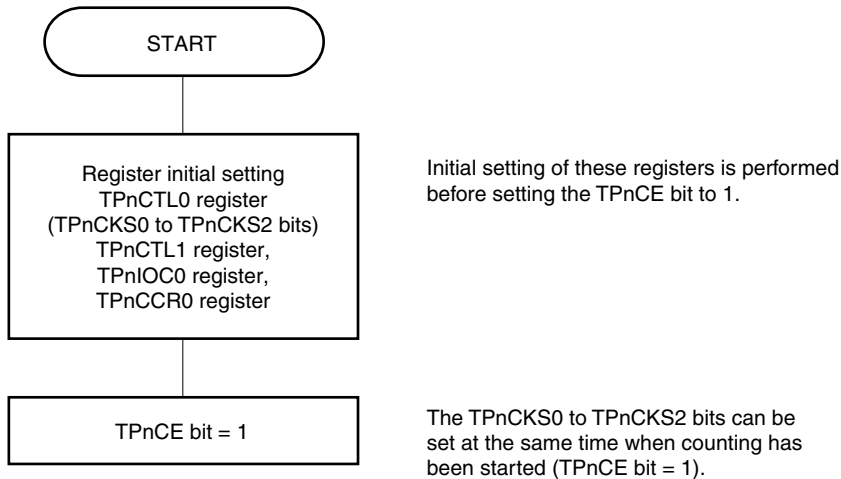 START
Register initial setting
TPnCTL0 register
(TPnCKS0 to TPnCKS2 bits)
TPnCTL1 register,
TPnIOC0 register,
TPnCCR0 register
Initial setting of these registers is performed
before setting the TPnCE bit to 1.
TPnCE bit = 1
The TPnCKS0 to TPnCKS2 bits can be
set at the same time when counting has
been started (TPnCE bit = 1).